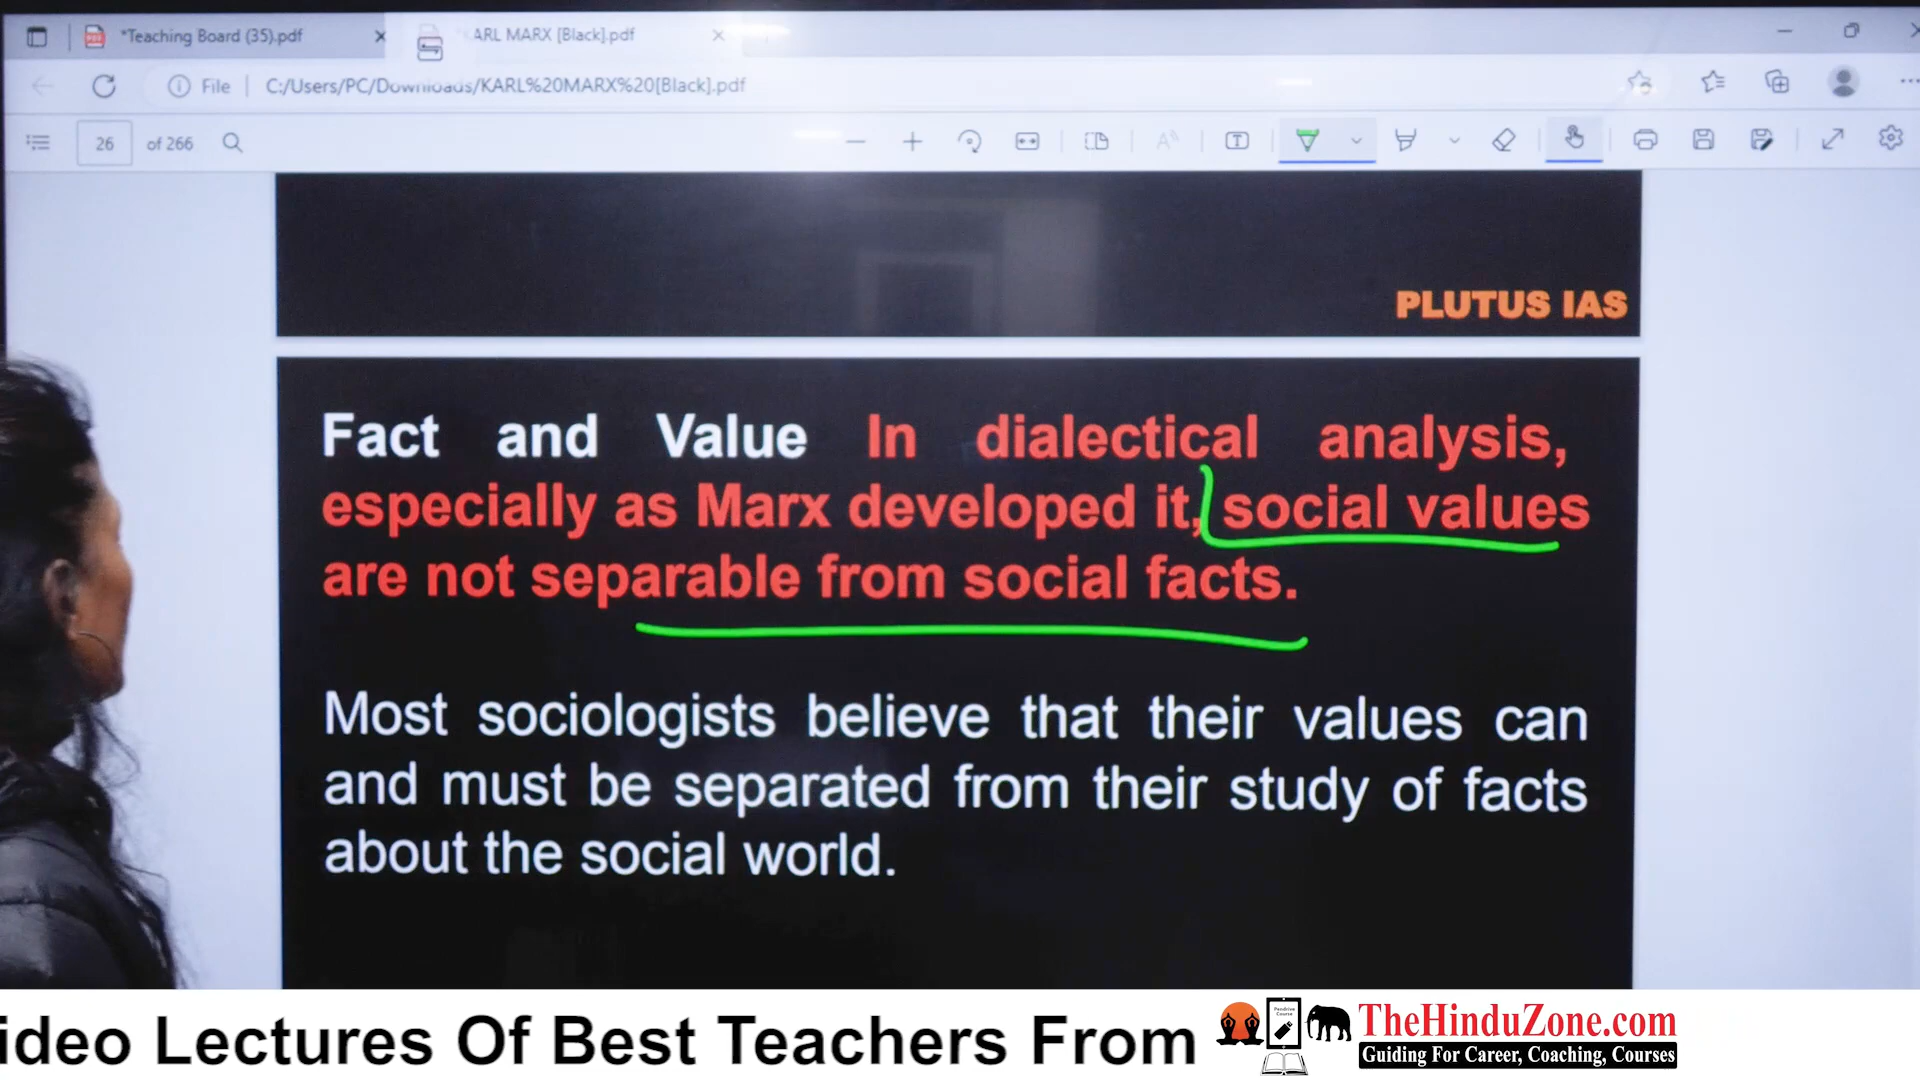 *Teaching Board (35).pdf
ARL MARX [Black].pdf
File
C:/Users/PC/Downloads/KARL%20MARX%20[Black].pdf
26 of 266
PLUTUS IAS
Fact and Value In dialectical analysis,
especially as Marx developed it, social values
are not separable from social facts.
Most sociologists believe that their values can
and must be separated from their study of facts
about the social world.
ideo Lectures Of Best Teachers From
Pendrive
Course
TheHinduZone.com
Guiding For Career, Coaching, Courses